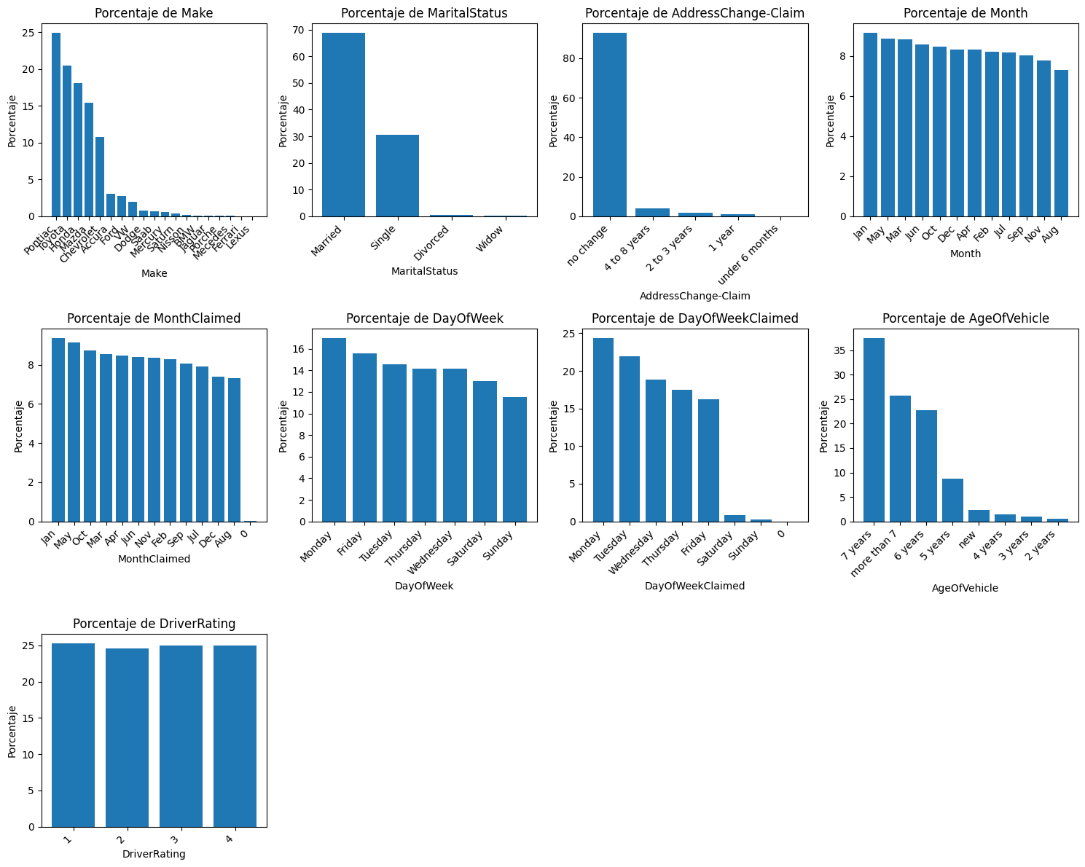 Porcentaje de Make
Porcentaje
25
20
15
10
5
0
Pontiac
Toyota
Honda
Mazda
Chevrolet
Accura
Ford
VW
Dodge
Saab
Mercury
Saturn
Nisson
BMW
Jaguar
Porche
Mecedes
Ferrari
Lexus
Make
Porcentaje de MaritalStatus
Porcentaje
70
60
50
40
30
20
10
0
Married
Single
Divorced
Widow
MaritalStatus
Porcentaje de AddressChange-Claim
Porcentaje
80
60
40
20
0
no change
4 to 8 years
2 to 3 years
1 year
under 6 months
AddressChange-Claim
Porcentaje de Month
Porcentaje
8
6
4
2
0
Jan
May
Mar
Jun
Oct
Dec
Apr
Feb
Jul
Sep
Nov
Aug
Month
Porcentaje de MonthClaimed
Porcentaje
8
6
4
2
0
Jan
May
Oct
Mar
Apr
Jun
Nov
Feb
Sep
Jul
Dec
Aug
0
MonthClaimed
Porcentaje de DayOfWeek
Porcentaje
16
14
12
10
8
6
4
2
0
Monday
Friday
Tuesday
Thursday
Wednesday
Saturday
Sunday
DayOfWeek
Porcentaje de DayOfWeekClaimed
Porcentaje
25
20
15
10
5
0
Monday
Tuesday
Wednesday
Thursday
Friday
Saturday
Sunday
0
DayOfWeekClaimed
Porcentaje de AgeOfVehicle
Porcentaje
35
30
25
20
15
10
5
0
7 years
more than 7
6 years
5 years
new
4 years
3 years
2 years
AgeOfVehicle
Porcentaje de DriverRating
Porcentaje
25
20
15
10
5
0
1
2
3
4
DriverRating